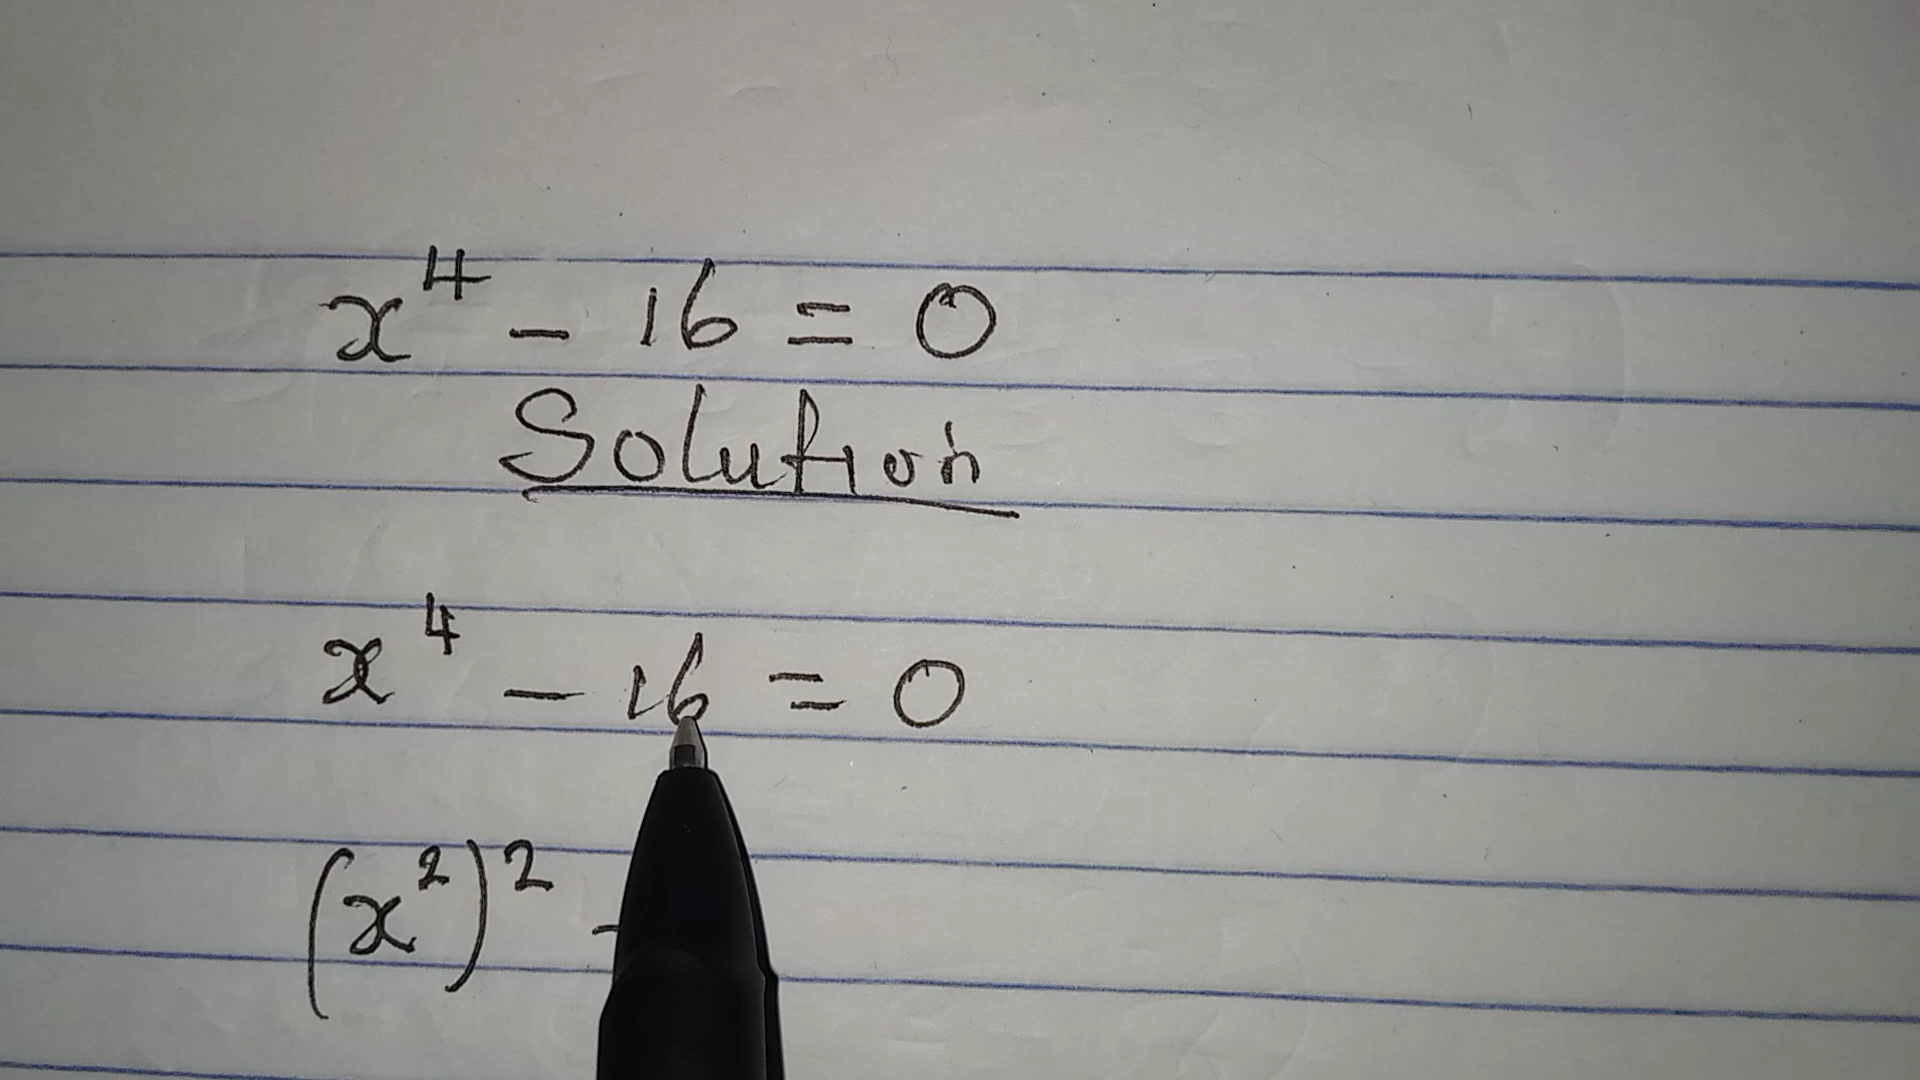 x⁴ - 16 = 0
Solution
x⁴ - 16 = 0
(x²)² -